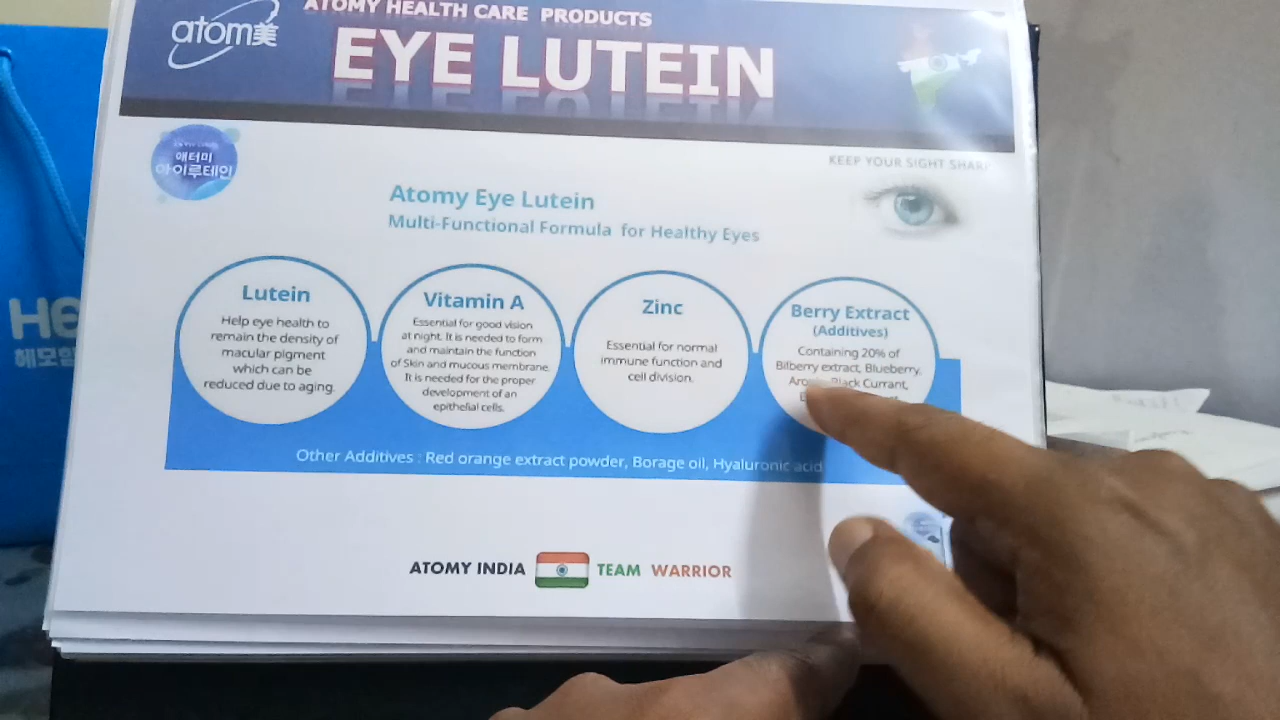 ATOMY HEALTH CARE PRODUCTS
atom美
EYE LUTEIN
애터미
아이루테인
KEEP YOUR SIGHT SHARP
Atomy Eye Lutein
Multi-Functional Formula for Healthy Eyes
Lutein
Help eye health to
remain the density of
macular pigment
which can be
reduced due to aging.
Vitamin A
Essential for good vision
at night. It is needed to form
and maintain the function
of Skin and mucous membrane.
It is needed for the proper
development of an
epithelial cells.
Zinc
Essential for normal
immune function and
cell division.
Berry Extract
(Additives)
Containing 20% of
Bilberry extract, Blueberry,
Black Currant,
Other Additives : Red orange extract powder, Borage oil, Hyaluronic acid
ATOMY INDIA TEAM WARRIOR
He
헤모힘